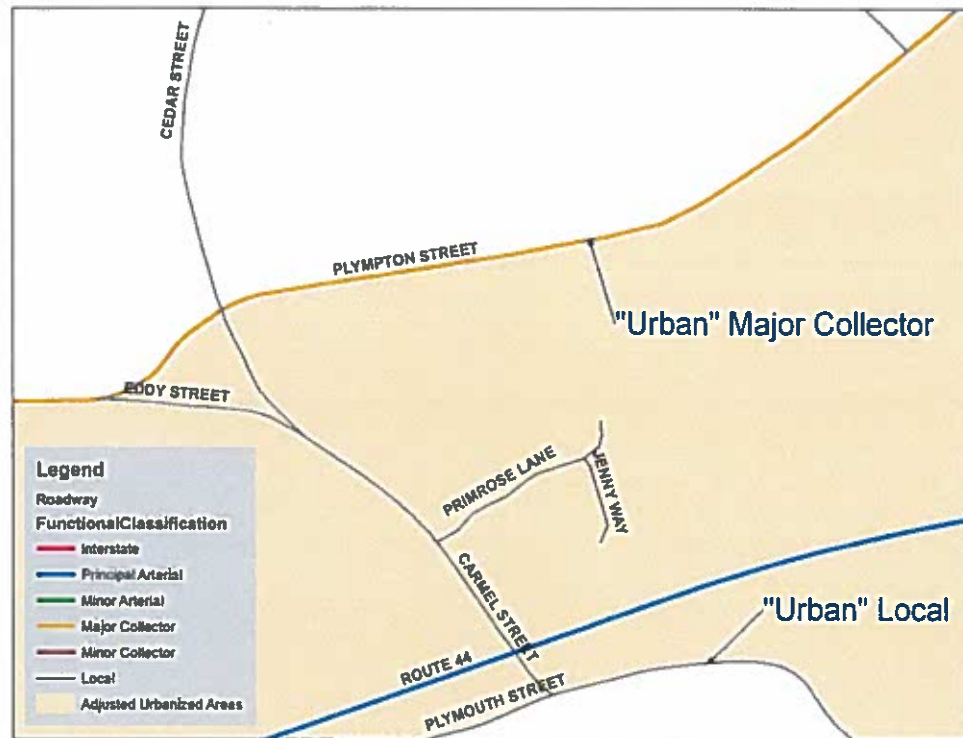 CEDAR STREET
PLYMPTON STREET
"Urban" Major Collector
EDDY STREET
PRIMROSE LANE
JENNY WAY
CARMEL STREET
"Urban" Local
ROUTE 44
PLYMOUTH STREET
Legend
Roadway
FunctionalClassification
Interstate
Principal Arterial
Minor Arterial
Major Collector
Minor Collector
Local
Adjusted Urbanized Areas